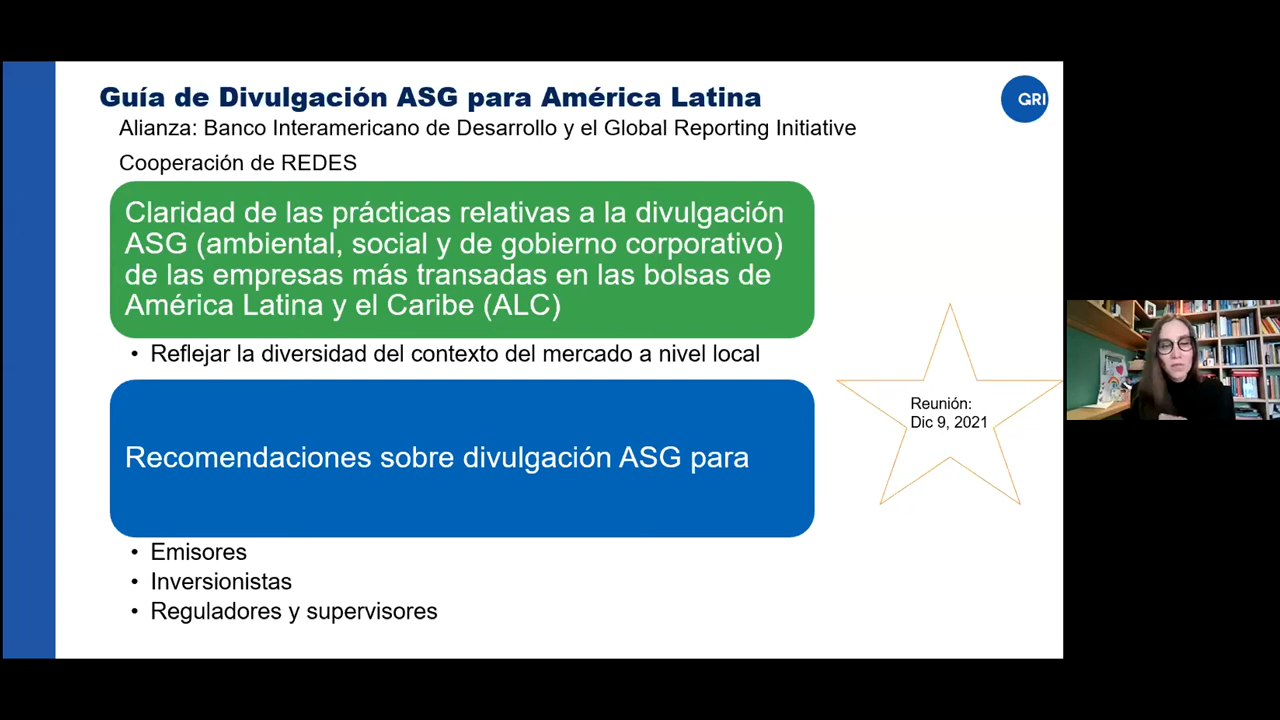 Guía de Divulgación ASG para América Latina
GRI
Alianza: Banco Interamericano de Desarrollo y el Global Reporting Initiative
Cooperación de REDES
Claridad de las prácticas relativas a la divulgación
ASG (ambiental, social y de gobierno corporativo)
de las empresas más transadas en las bolsas de
América Latina y el Caribe (ALC)
• Reflejar la diversidad del contexto del mercado a nivel local
Reunión:
Dic 9, 2021
Recomendaciones sobre divulgación ASG para
• Emisores
• Inversionistas
• Reguladores y supervisores